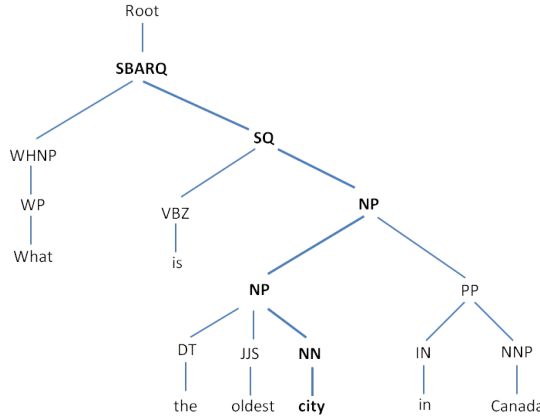 Root
SBARQ
SQ
WHNP
NP
WP
VBZ
What
is
NP
PP
DT JJS NN IN NNP
the oldest city in Canada